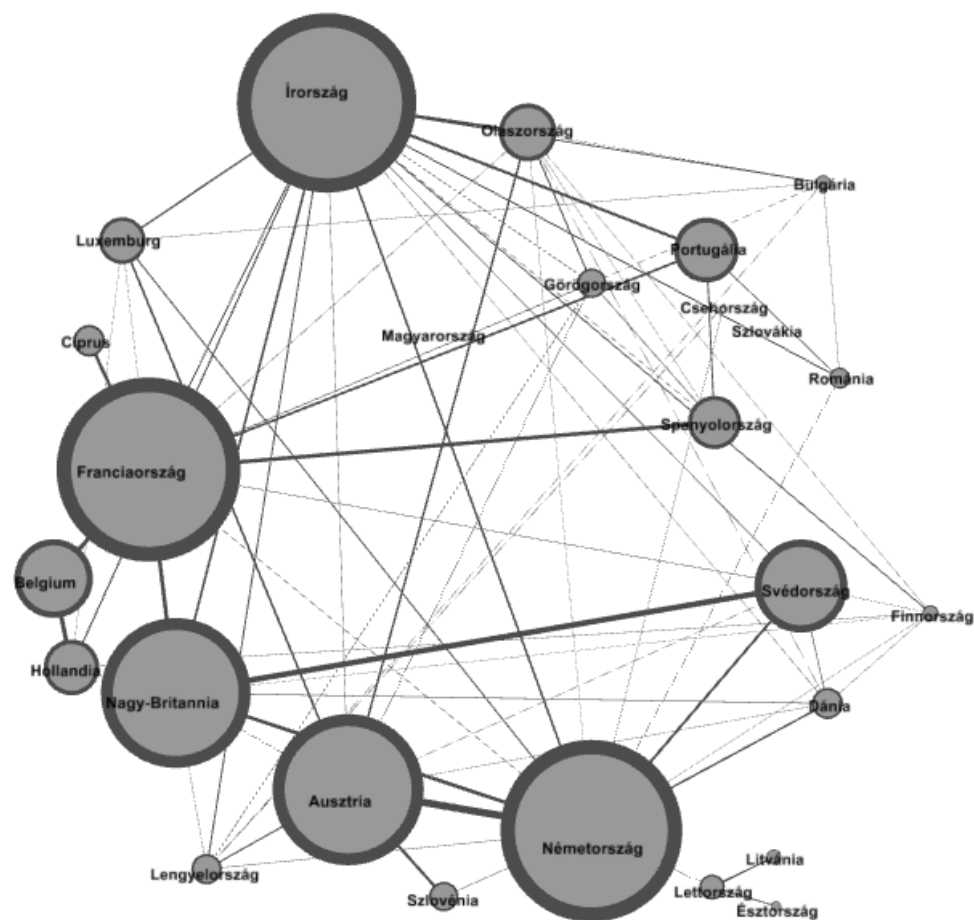 Írország
Olaszország
Bulgária
Luxemburg
Portugália
Görögország
Csehország
Ciprus
Magyarország
Szlovákia
Románia
Spanyolország
Franciaország
Belgium
Svédország
Finnország
Hollandia
Nagy-Britannia
Dánia
Ausztria
Németország
Lengyelország
Litvánia
Lettország
Szlovénia
Észtország